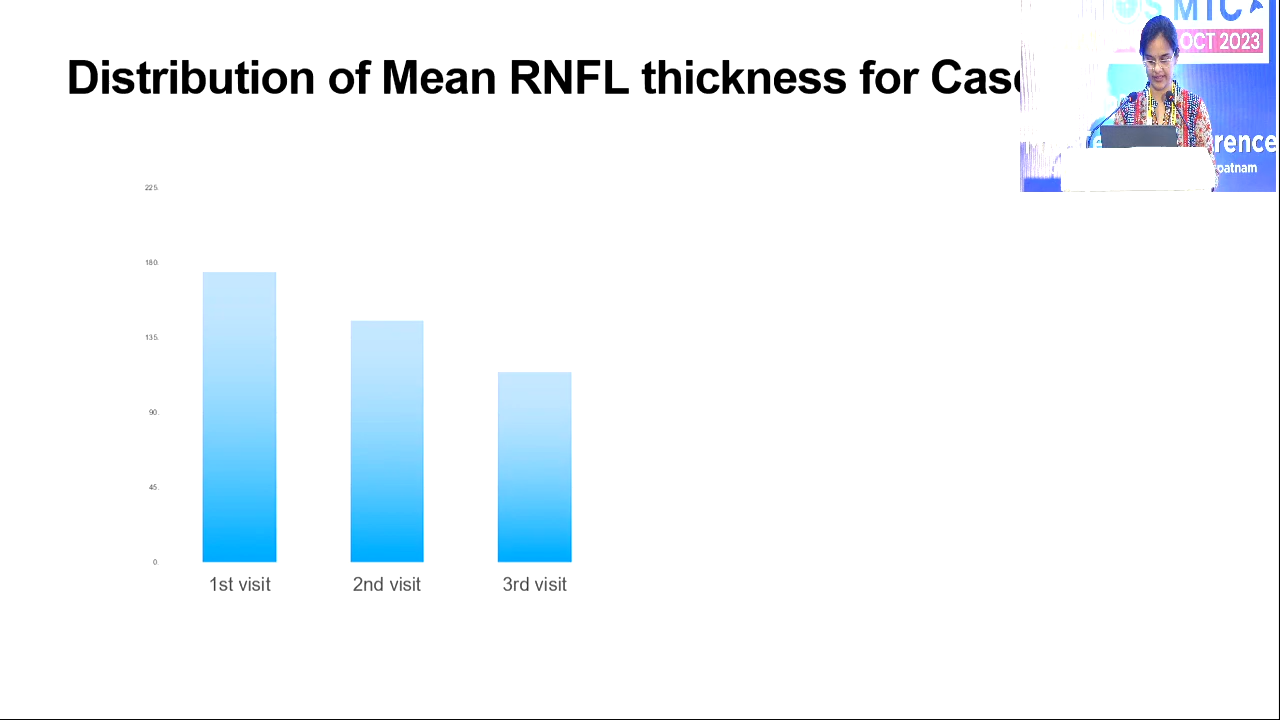 Distribution of Mean RNFL thickness for Case
MTC
OCT 2023
rence
patnam
225
180
135
90
45
0
1st visit 2nd visit 3rd visit